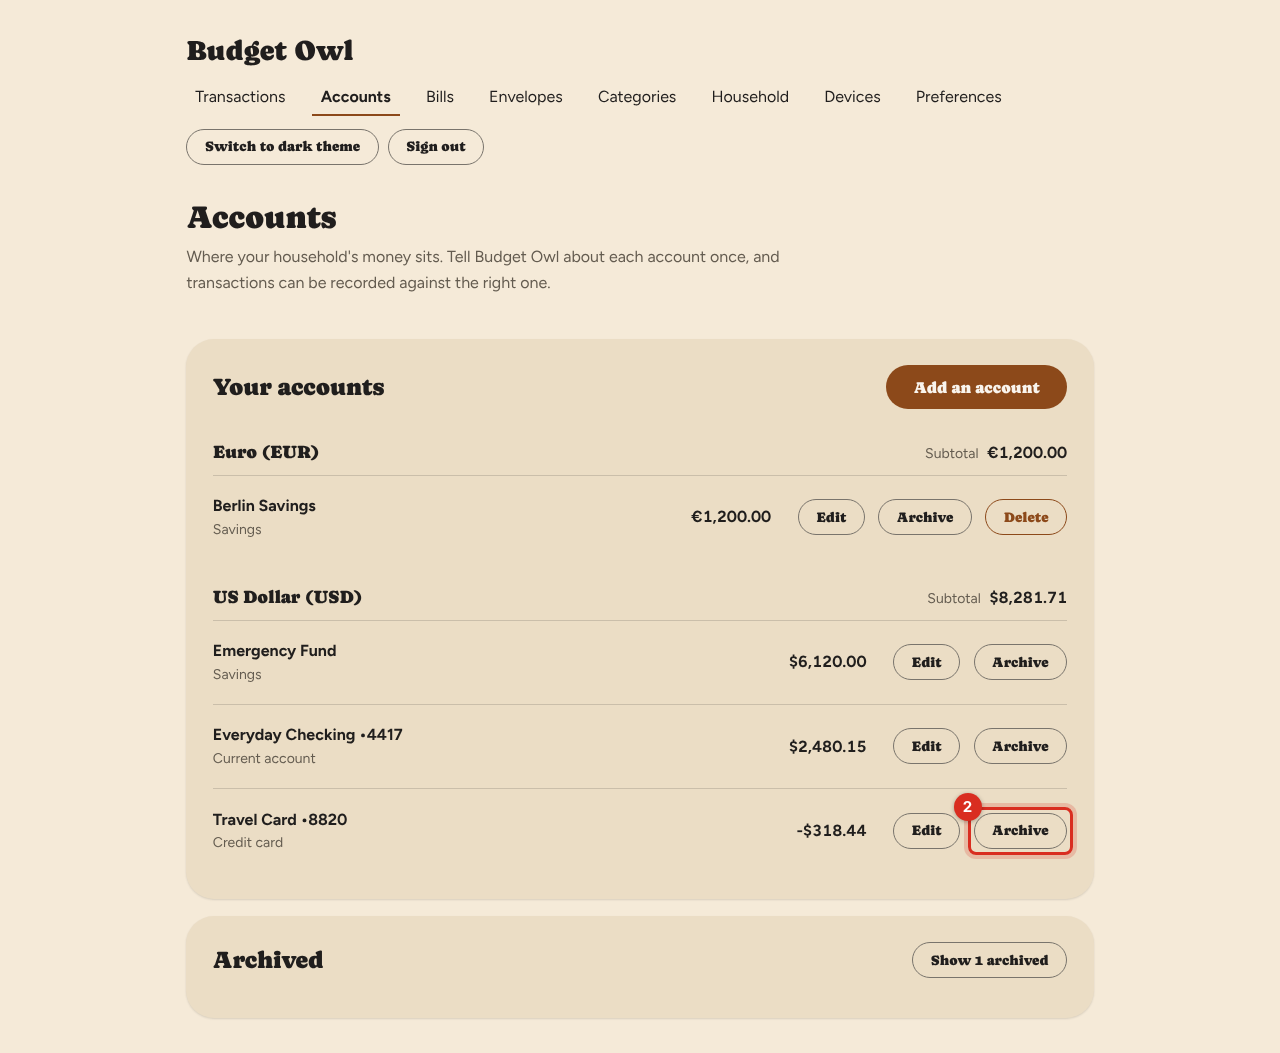 Budget Owl
Transactions Accounts Bills Envelopes Categories Household Devices Preferences
Switch to dark theme Sign out
Accounts
Where your household's money sits. Tell Budget Owl about each account once, and
transactions can be recorded against the right one.
Your accounts Add an account
Euro (EUR) Subtotal €1,200.00
Berlin Savings
Savings
€1,200.00 Edit Archive Delete
US Dollar (USD) Subtotal $8,281.71
Emergency Fund
Savings
$6,120.00 Edit Archive
Everyday Checking •4417
Current account
$2,480.15 Edit Archive
Travel Card •8820
Credit card
-$318.44 Edit 2 Archive
Archived Show 1 archived